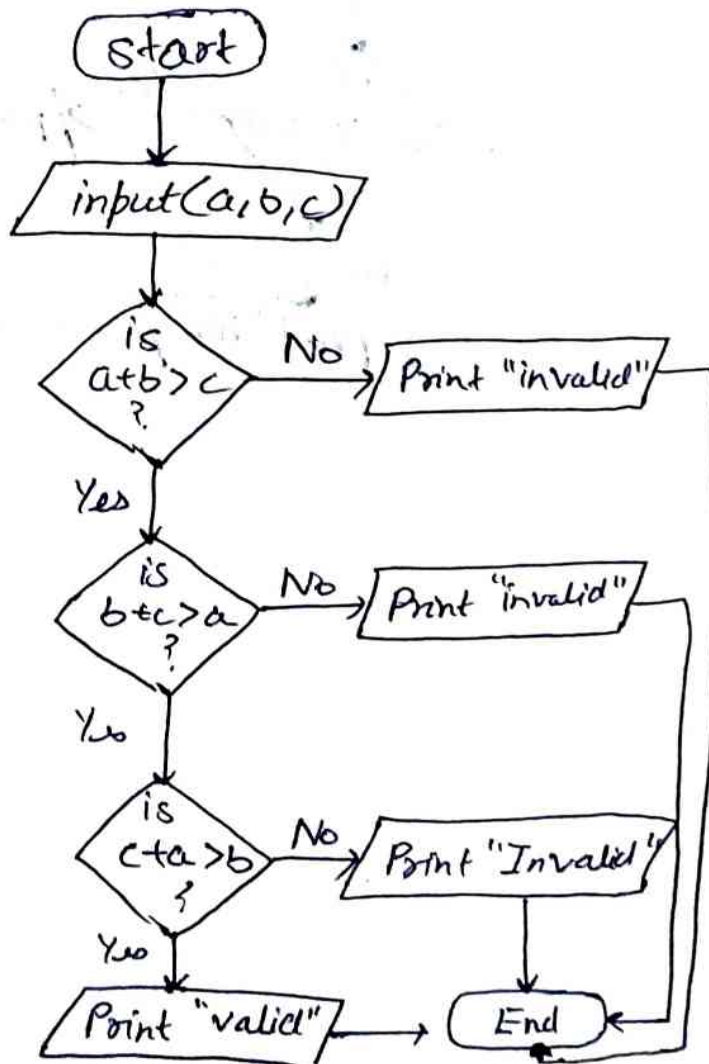 start
input(a,b,c)
is
a+b>c
?
No
Print "invalid"
Yes
is
b+c>a
?
No
Print "invalid"
Yes
is
c+a>b
?
No
Print "Invalid"
Yes
Print "valid"
End